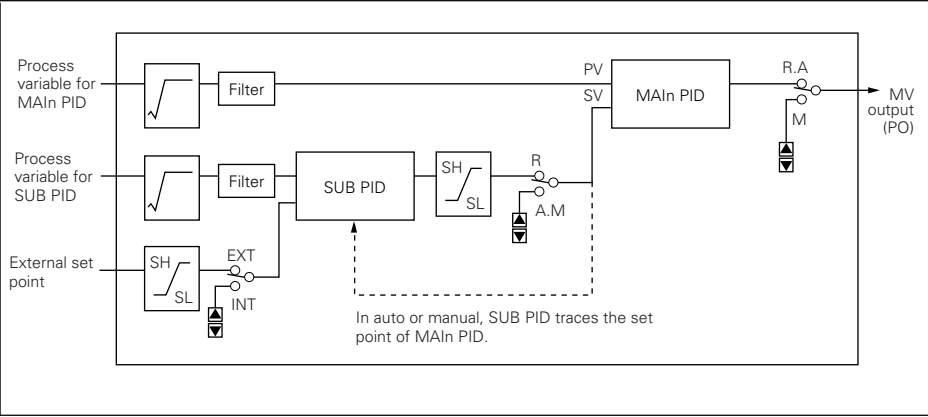 Process
variable for
MAIn PID
Filter
PV
SV
MAIn PID
R.A
M
MV
output
(PO)
Process
variable for
SUB PID
Filter
SUB PID
SH
SL
R
A.M
External set
point
SH
SL
EXT
INT
In auto or manual, SUB PID traces the set
point of MAIn PID.